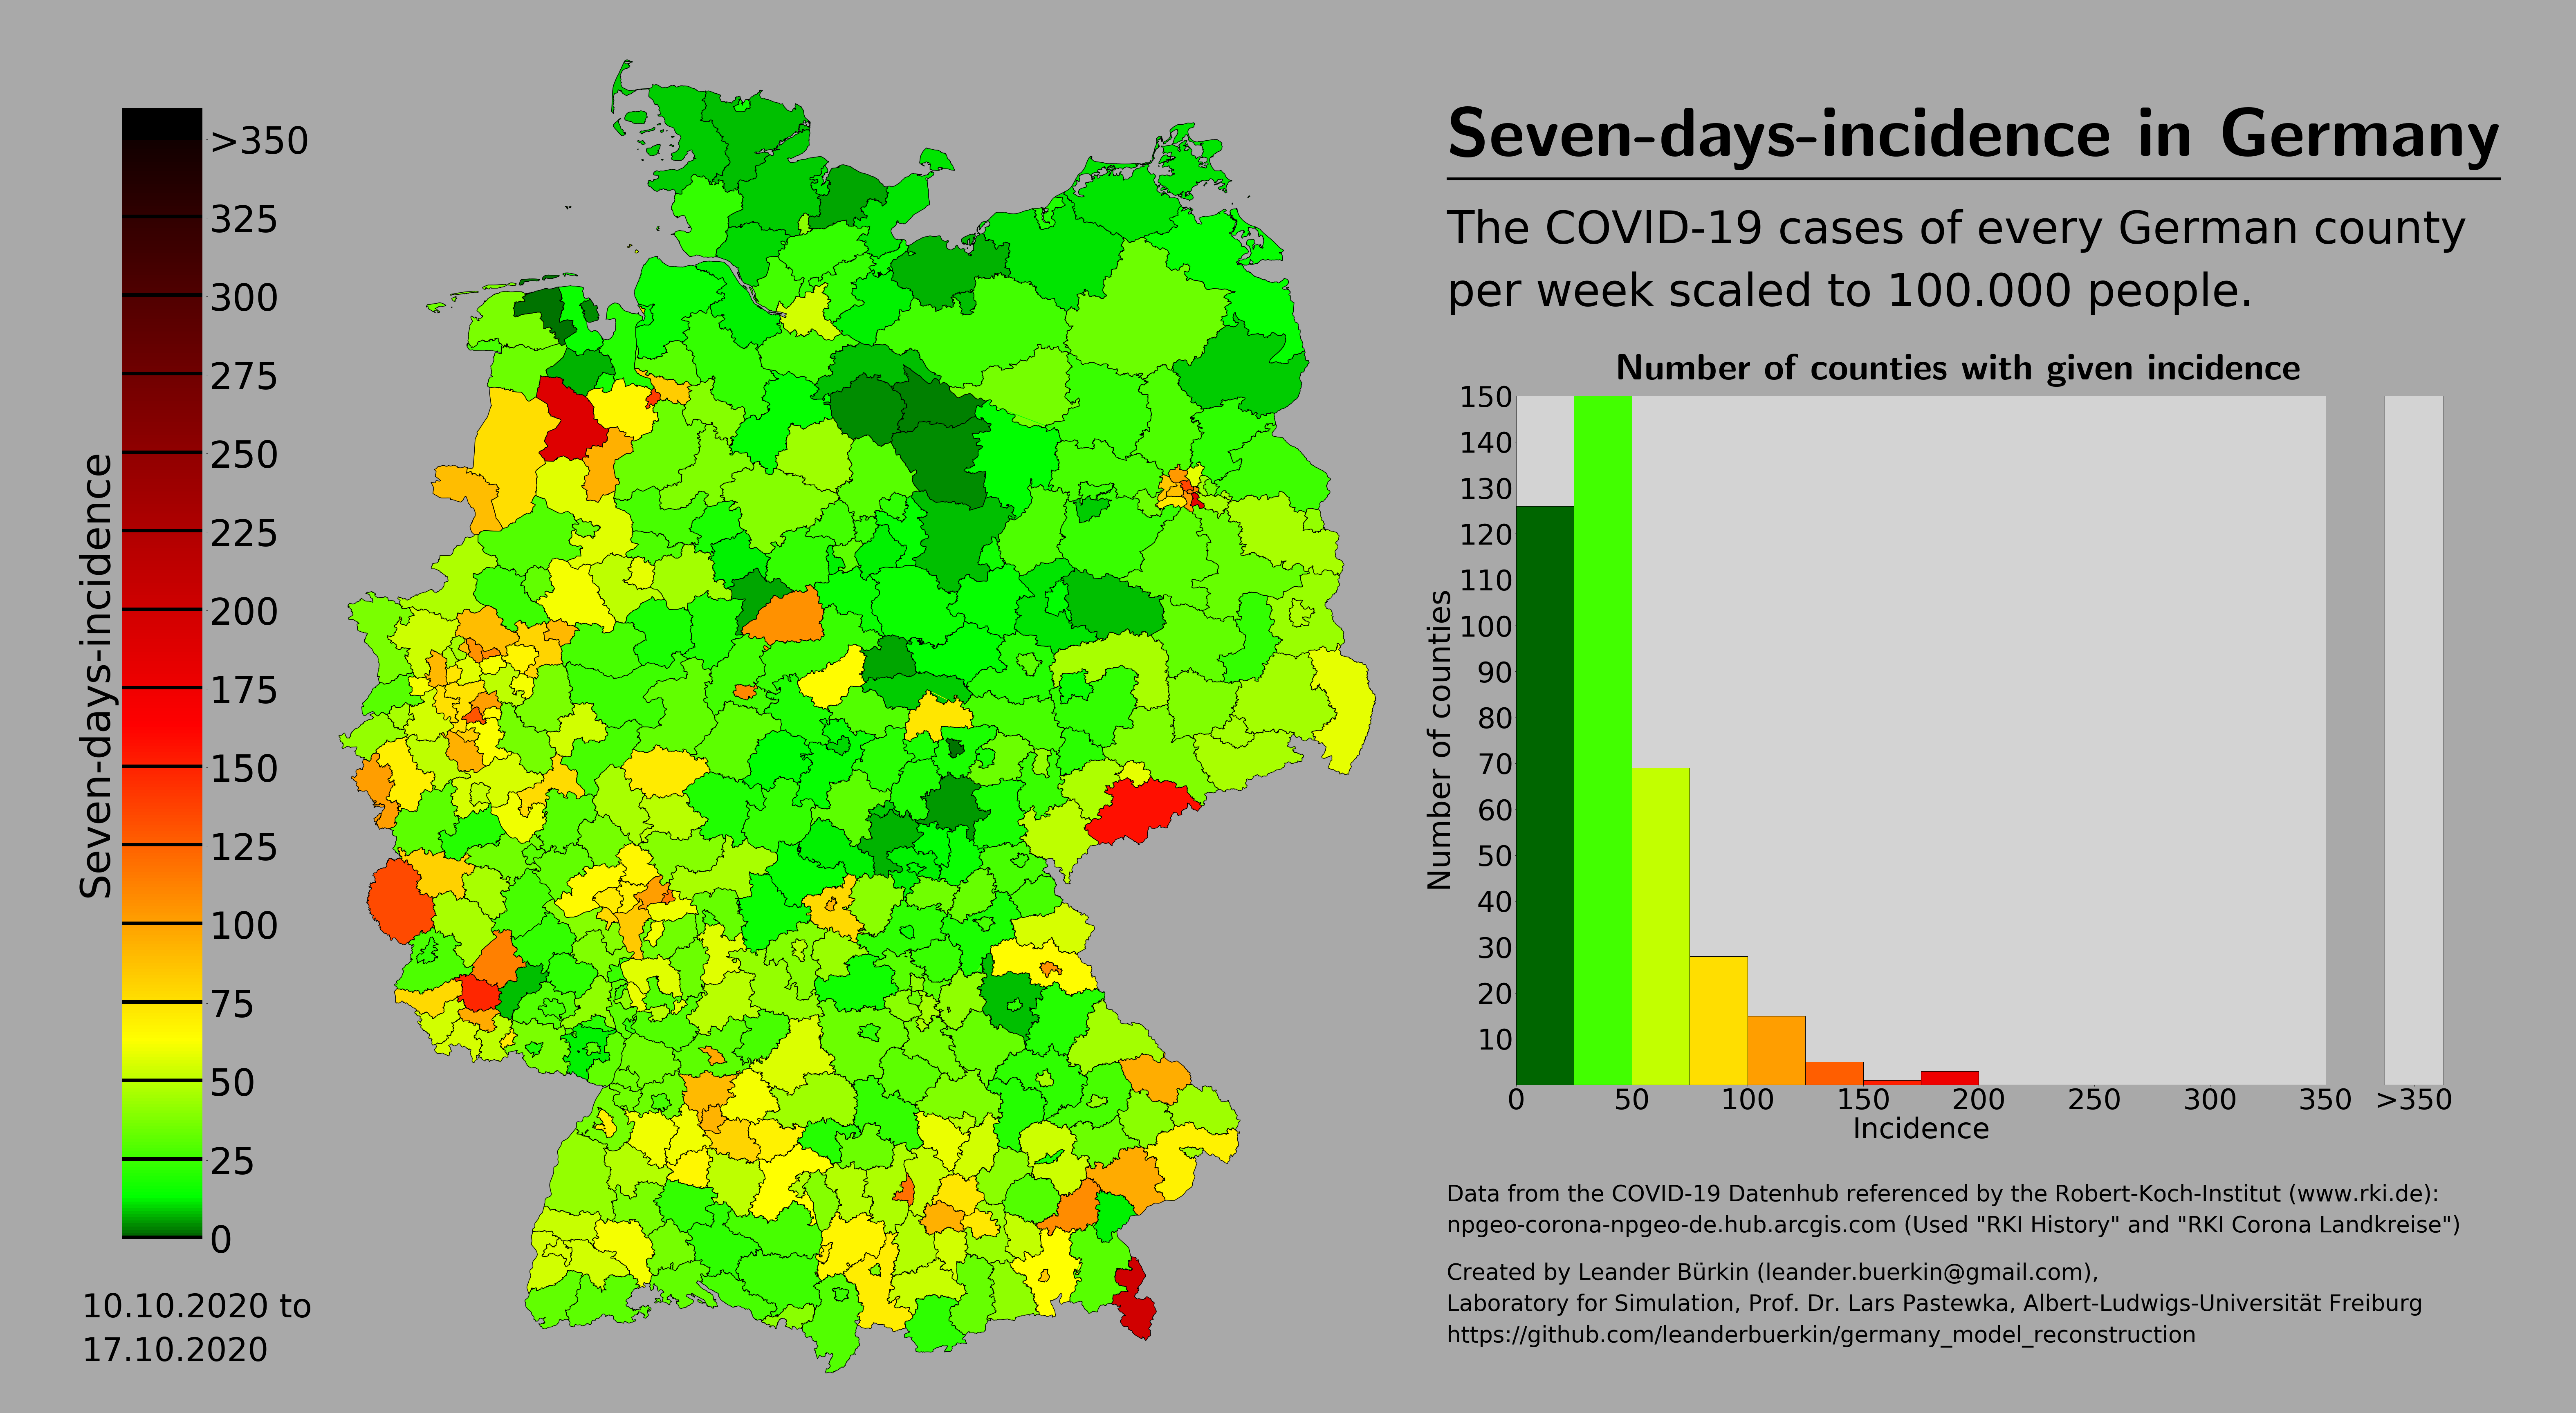 Seven-days-incidence in Germany
The COVID-19 cases of every German county
per week scaled to 100.000 people.
Seven-days-incidence
>350
325
300
275
250
225
200
175
150
125
100
75
50
25
0
10.10.2020 to
17.10.2020
Number of counties with given incidence
Number of counties
150
140
130
120
110
100
90
80
70
60
50
40
30
20
10
0 50 100 150 200 250 300 350 >350
Incidence
Data from the COVID-19 Datenhub referenced by the Robert-Koch-Institut (www.rki.de):
npgeo-corona-npgeo-de.hub.arcgis.com (Used "RKI History" and "RKI Corona Landkreise")
Created by Leander Bürkin (leander.buerkin@gmail.com),
Laboratory for Simulation, Prof. Dr. Lars Pastewka, Albert-Ludwigs-Universität Freiburg
https://github.com/leanderbuerkin/germany_model_reconstruction